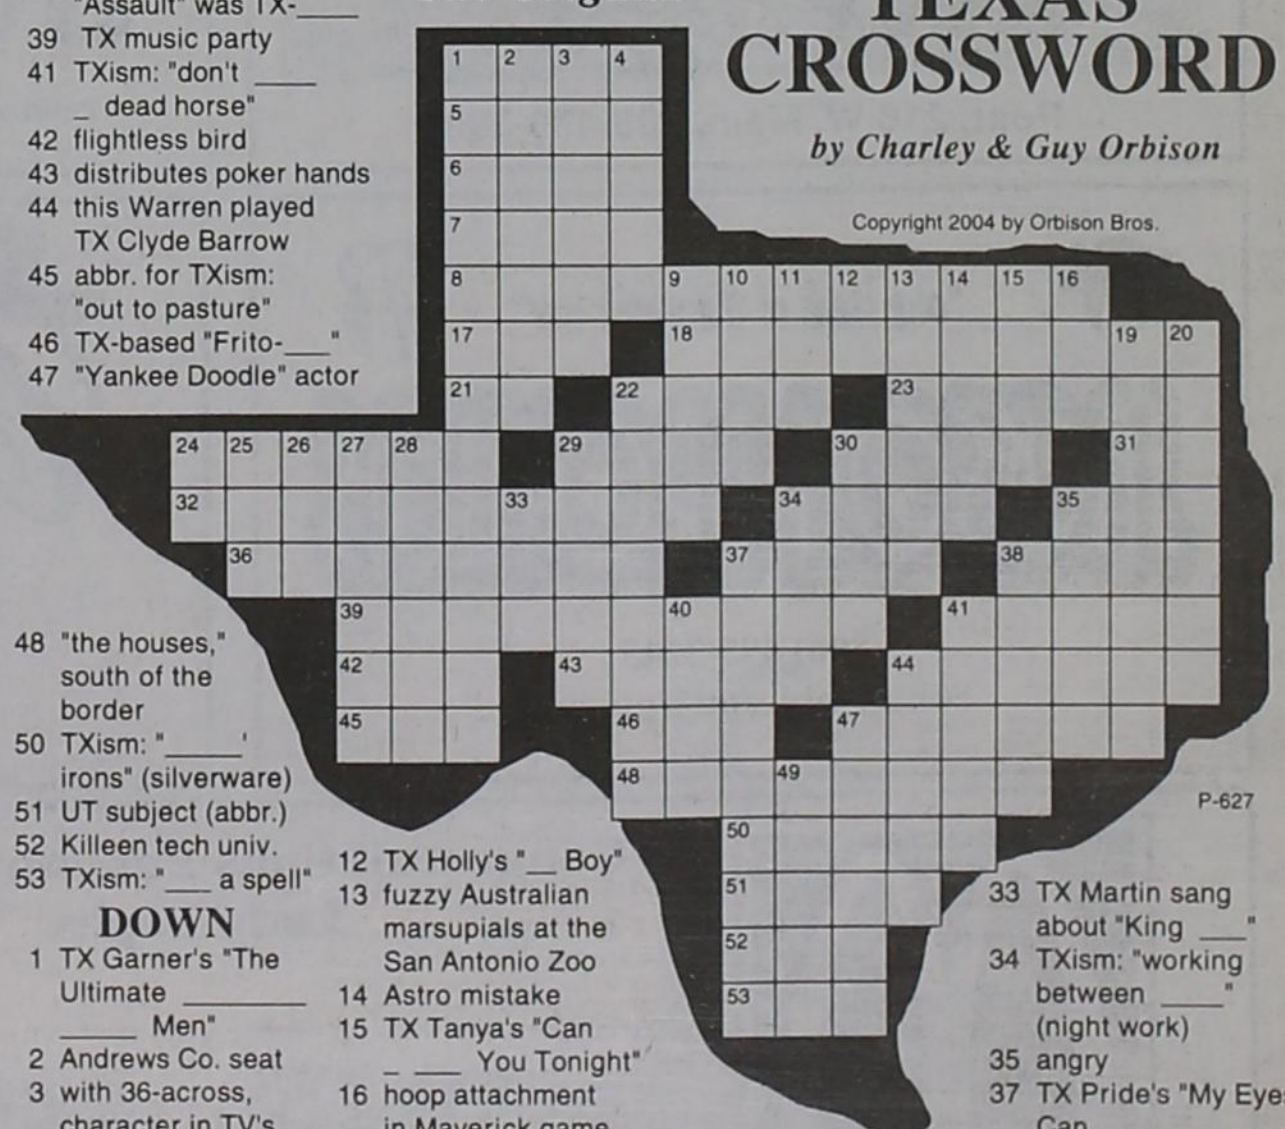 "Assault" was TX-____
39 TX music party
41 TXism: "don't ____
_ dead horse"
42 flightless bird
43 distributes poker hands
44 this Warren played
TX Clyde Barrow
45 abbr. for TXism:
"out to pasture"
46 TX-based "Frito-___"
47 "Yankee Doodle" actor
48 "the houses,"
south of the
border
50 TXism: "_____'
irons" (silverware)
51 UT subject (abbr.)
52 Killeen tech univ.
53 TXism: "___ a spell"
DOWN
1 TX Garner's "The
Ultimate ________
_____ Men"
2 Andrews Co. seat
3 with 36-across,
character in TV's
12 TX Holly's "__ Boy"
13 fuzzy Australian
marsupials at the
San Antonio Zoo
14 Astro mistake
15 TX Tanya's "Can
_ ___ You Tonight"
16 hoop attachment
in Maverick game
33 TX Martin sang
about "King ___"
34 TXism: "working
between ____"
(night work)
35 angry
37 TX Pride's "My Eyes
Can
TEXAS
CROSSWORD
by Charley & Guy Orbison
Copyright 2004 by Orbison Bros.
P-627
1 2 3 4
5
6
7
8 9 10 11 12 13 14 15 16
17 18 19 20
21 22 23
24 25 26 27 28 29 30 31
32 33 34 35
36 37 38
39 40 41
42 43 44
45 46 47
48 49
50
51
52
53